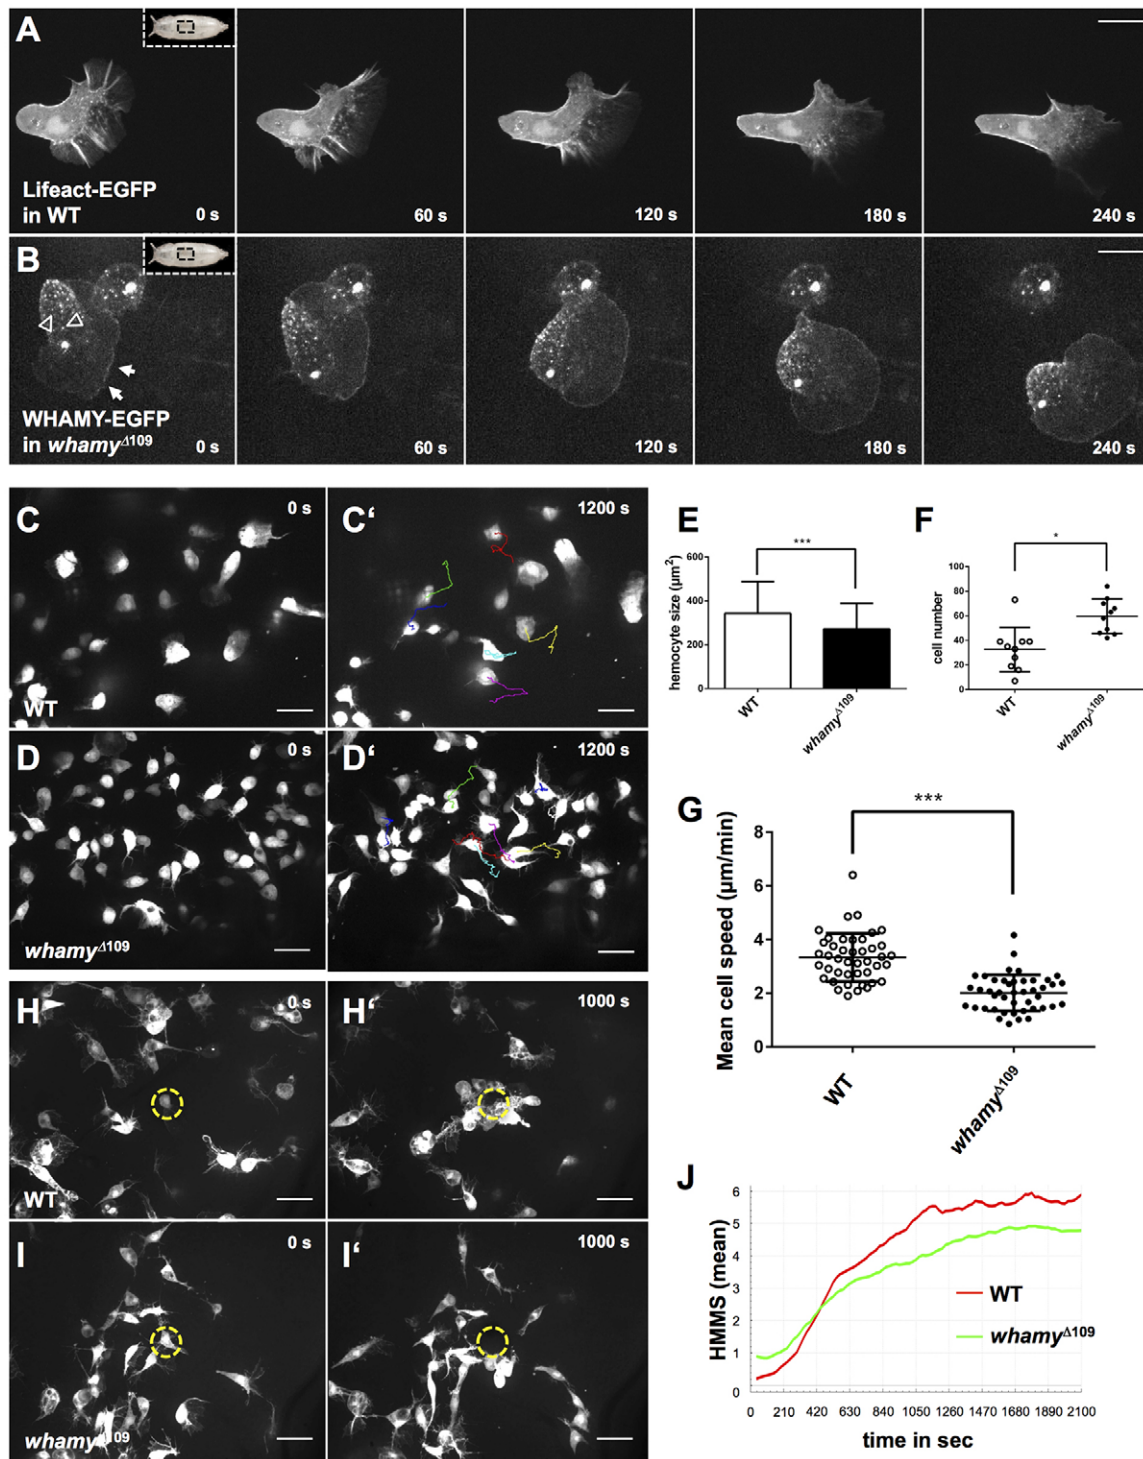 A
Lifeact-EGFP
in WT
0 s
60 s
120 s
180 s
240 s
B
WHAMY-EGFP
in whamyΔ109
0 s
60 s
120 s
180 s
240 s
C
0 s
WT
C‘
1200 s
D
0 s
whamyΔ109
D‘
1200 s
E
***
hemocyte size (µm²)
600
400
200
0
WT
whamyΔ109
F
*
cell number
100
80
60
40
20
0
WT
whamyΔ109
G
***
Mean cell speed (µm/min)
8
6
4
2
0
WT
whamyΔ109
H
0 s
WT
H‘
1000 s
I
0 s
whamyΔ109
I‘
1000 s
J
HMMS (mean)
6
5
4
3
2
1
0
WT
whamyΔ109
0 210 420 630 840 1050 1260 1470 1680 1890 2100
time in sec